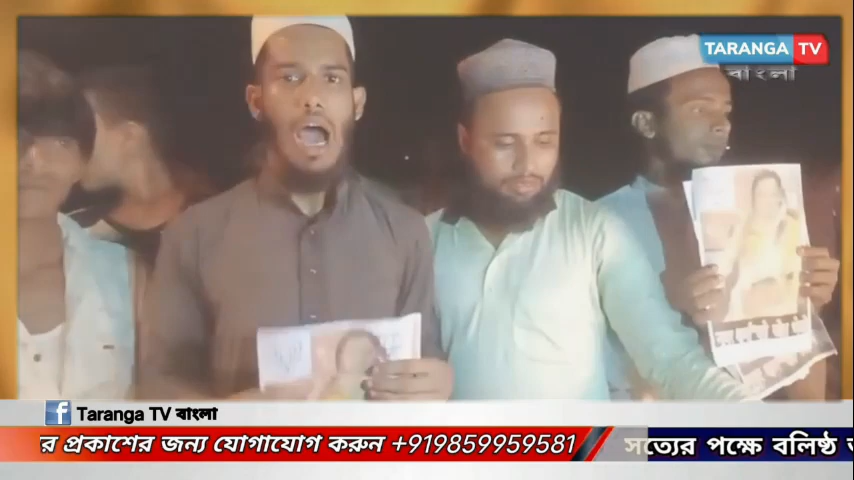 TARANGA TV
বাংলা
Taranga TV বাংলা
র প্রকাশের জন্য যোগাযোগ করুন +919859959581
সত্যের পক্ষে বলিষ্ঠ